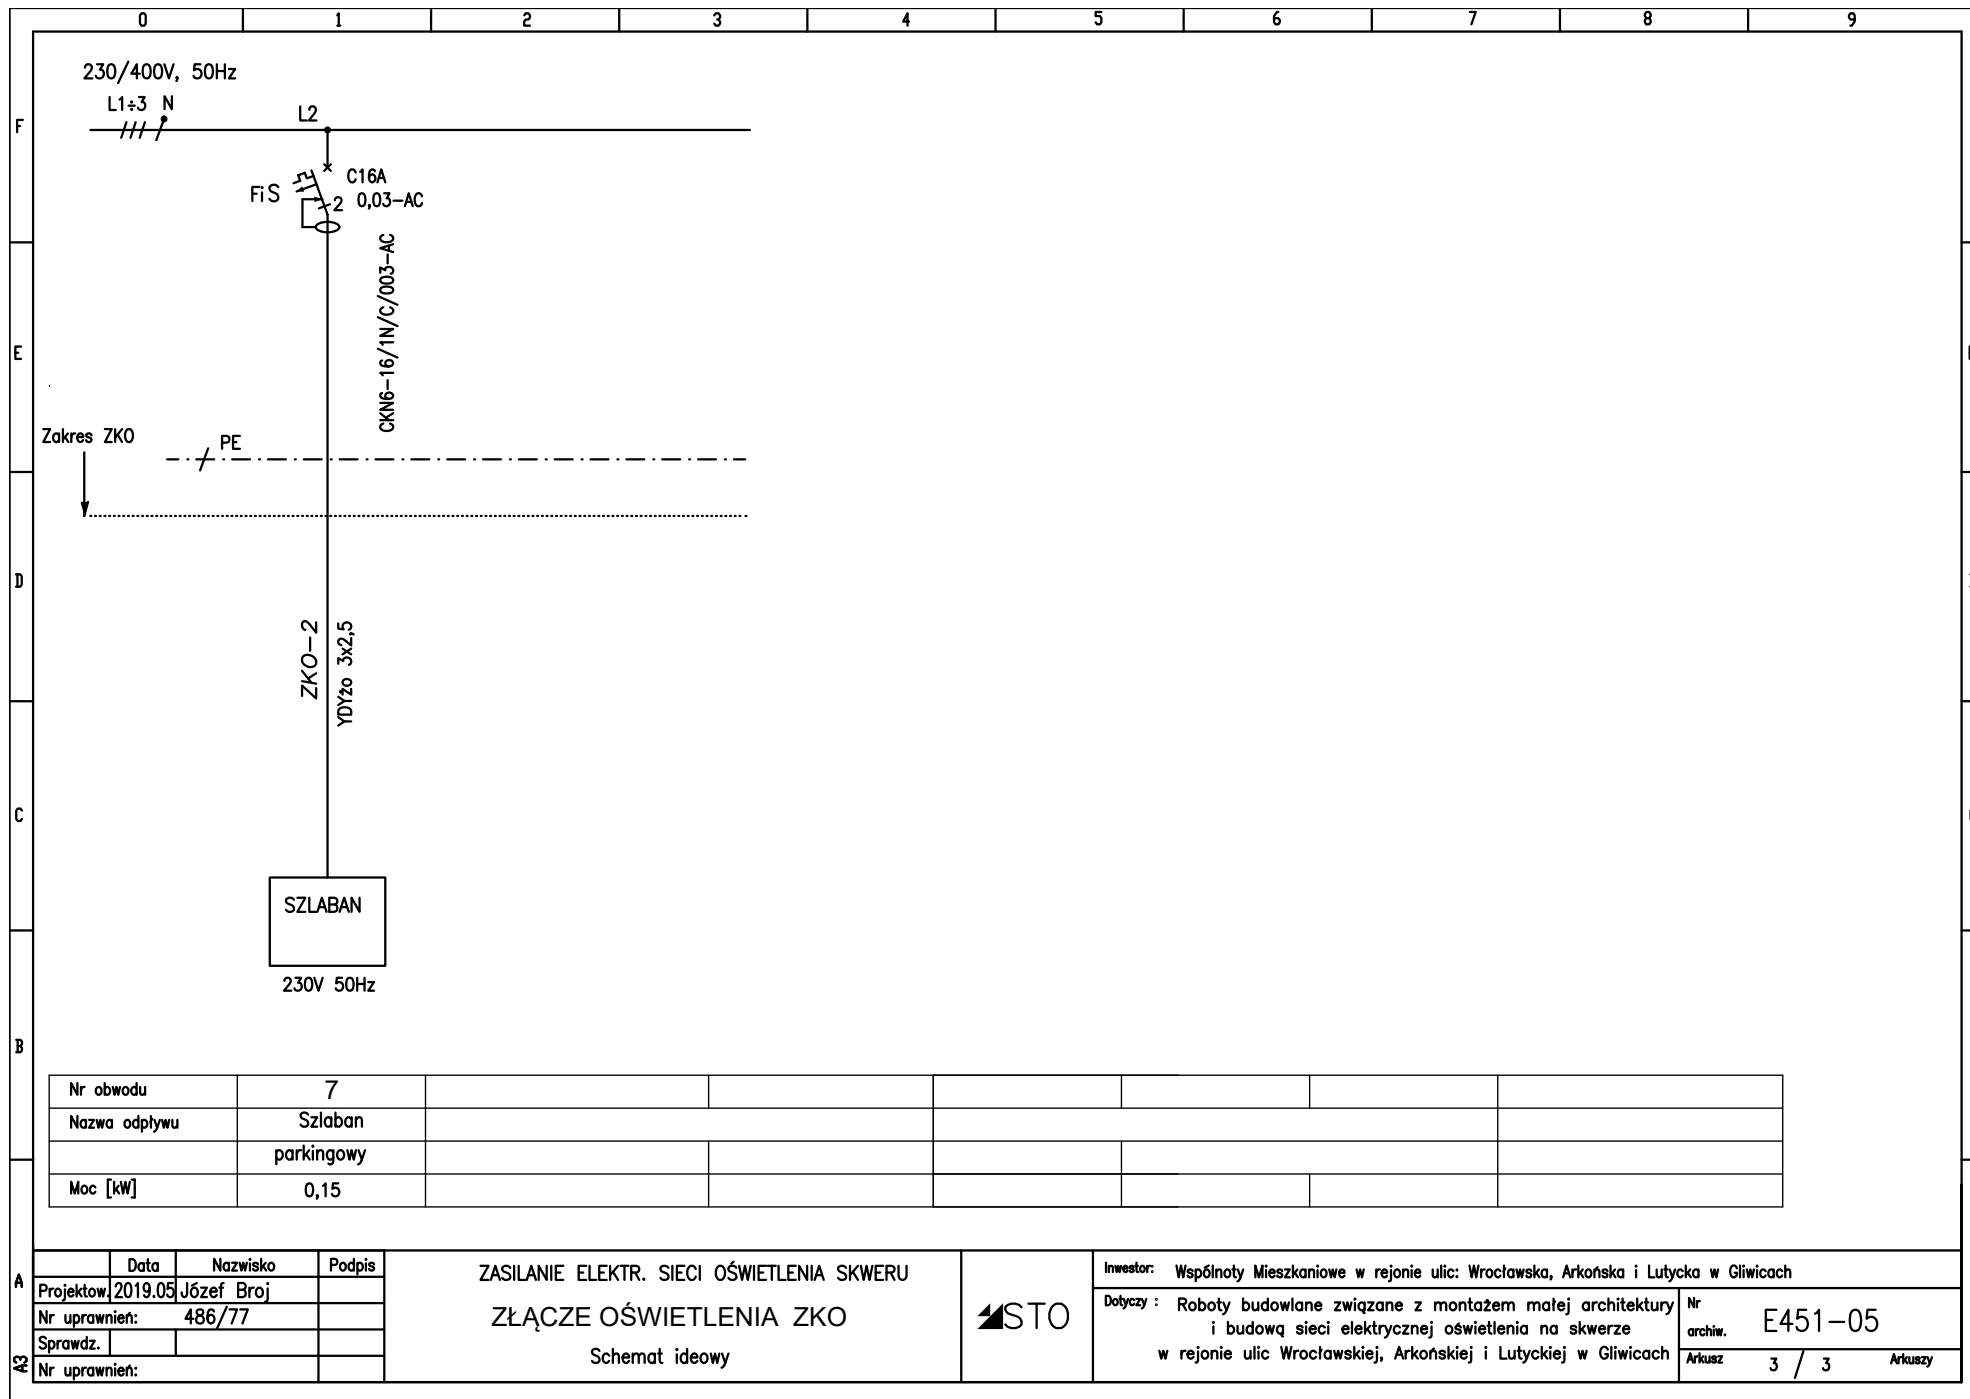 0 1 2 3 4 5 6 7 8 9
230/400V, 50Hz
L1÷3 N
L2
F
C16A
FiS
2 0,03-AC
CKN6-16/1N/C/003-AC
E
Zakres ZKO
PE
D
ZKO-2
YDYżo 3x2,5
C
SZLABAN
230V 50Hz
B
Nr obwodu 7
Nazwa odpływu Szlaban
parkingowy
Moc [kW] 0,15
A
A3
Data Nazwisko Podpis
Projektow. 2019.05 Józef Broj
Nr uprawnień: 486/77
Sprawdz.
Nr uprawnień:
ZASILANIE ELEKTR. SIECI OŚWIETLENIA SKWERU
ZŁĄCZE OŚWIETLENIA ZKO
Schemat ideowy
STO
Inwestor: Wspólnoty Mieszkaniowe w rejonie ulic: Wrocławska, Arkońska i Lutycka w Gliwicach
Dotyczy : Roboty budowlane związane z montażem małej architektury
i budową sieci elektrycznej oświetlenia na skwerze
w rejonie ulic Wrocławskiej, Arkońskiej i Lutyckiej w Gliwicach
Nr archiw. E451-05
Arkusz 3 / 3 Arkuszy